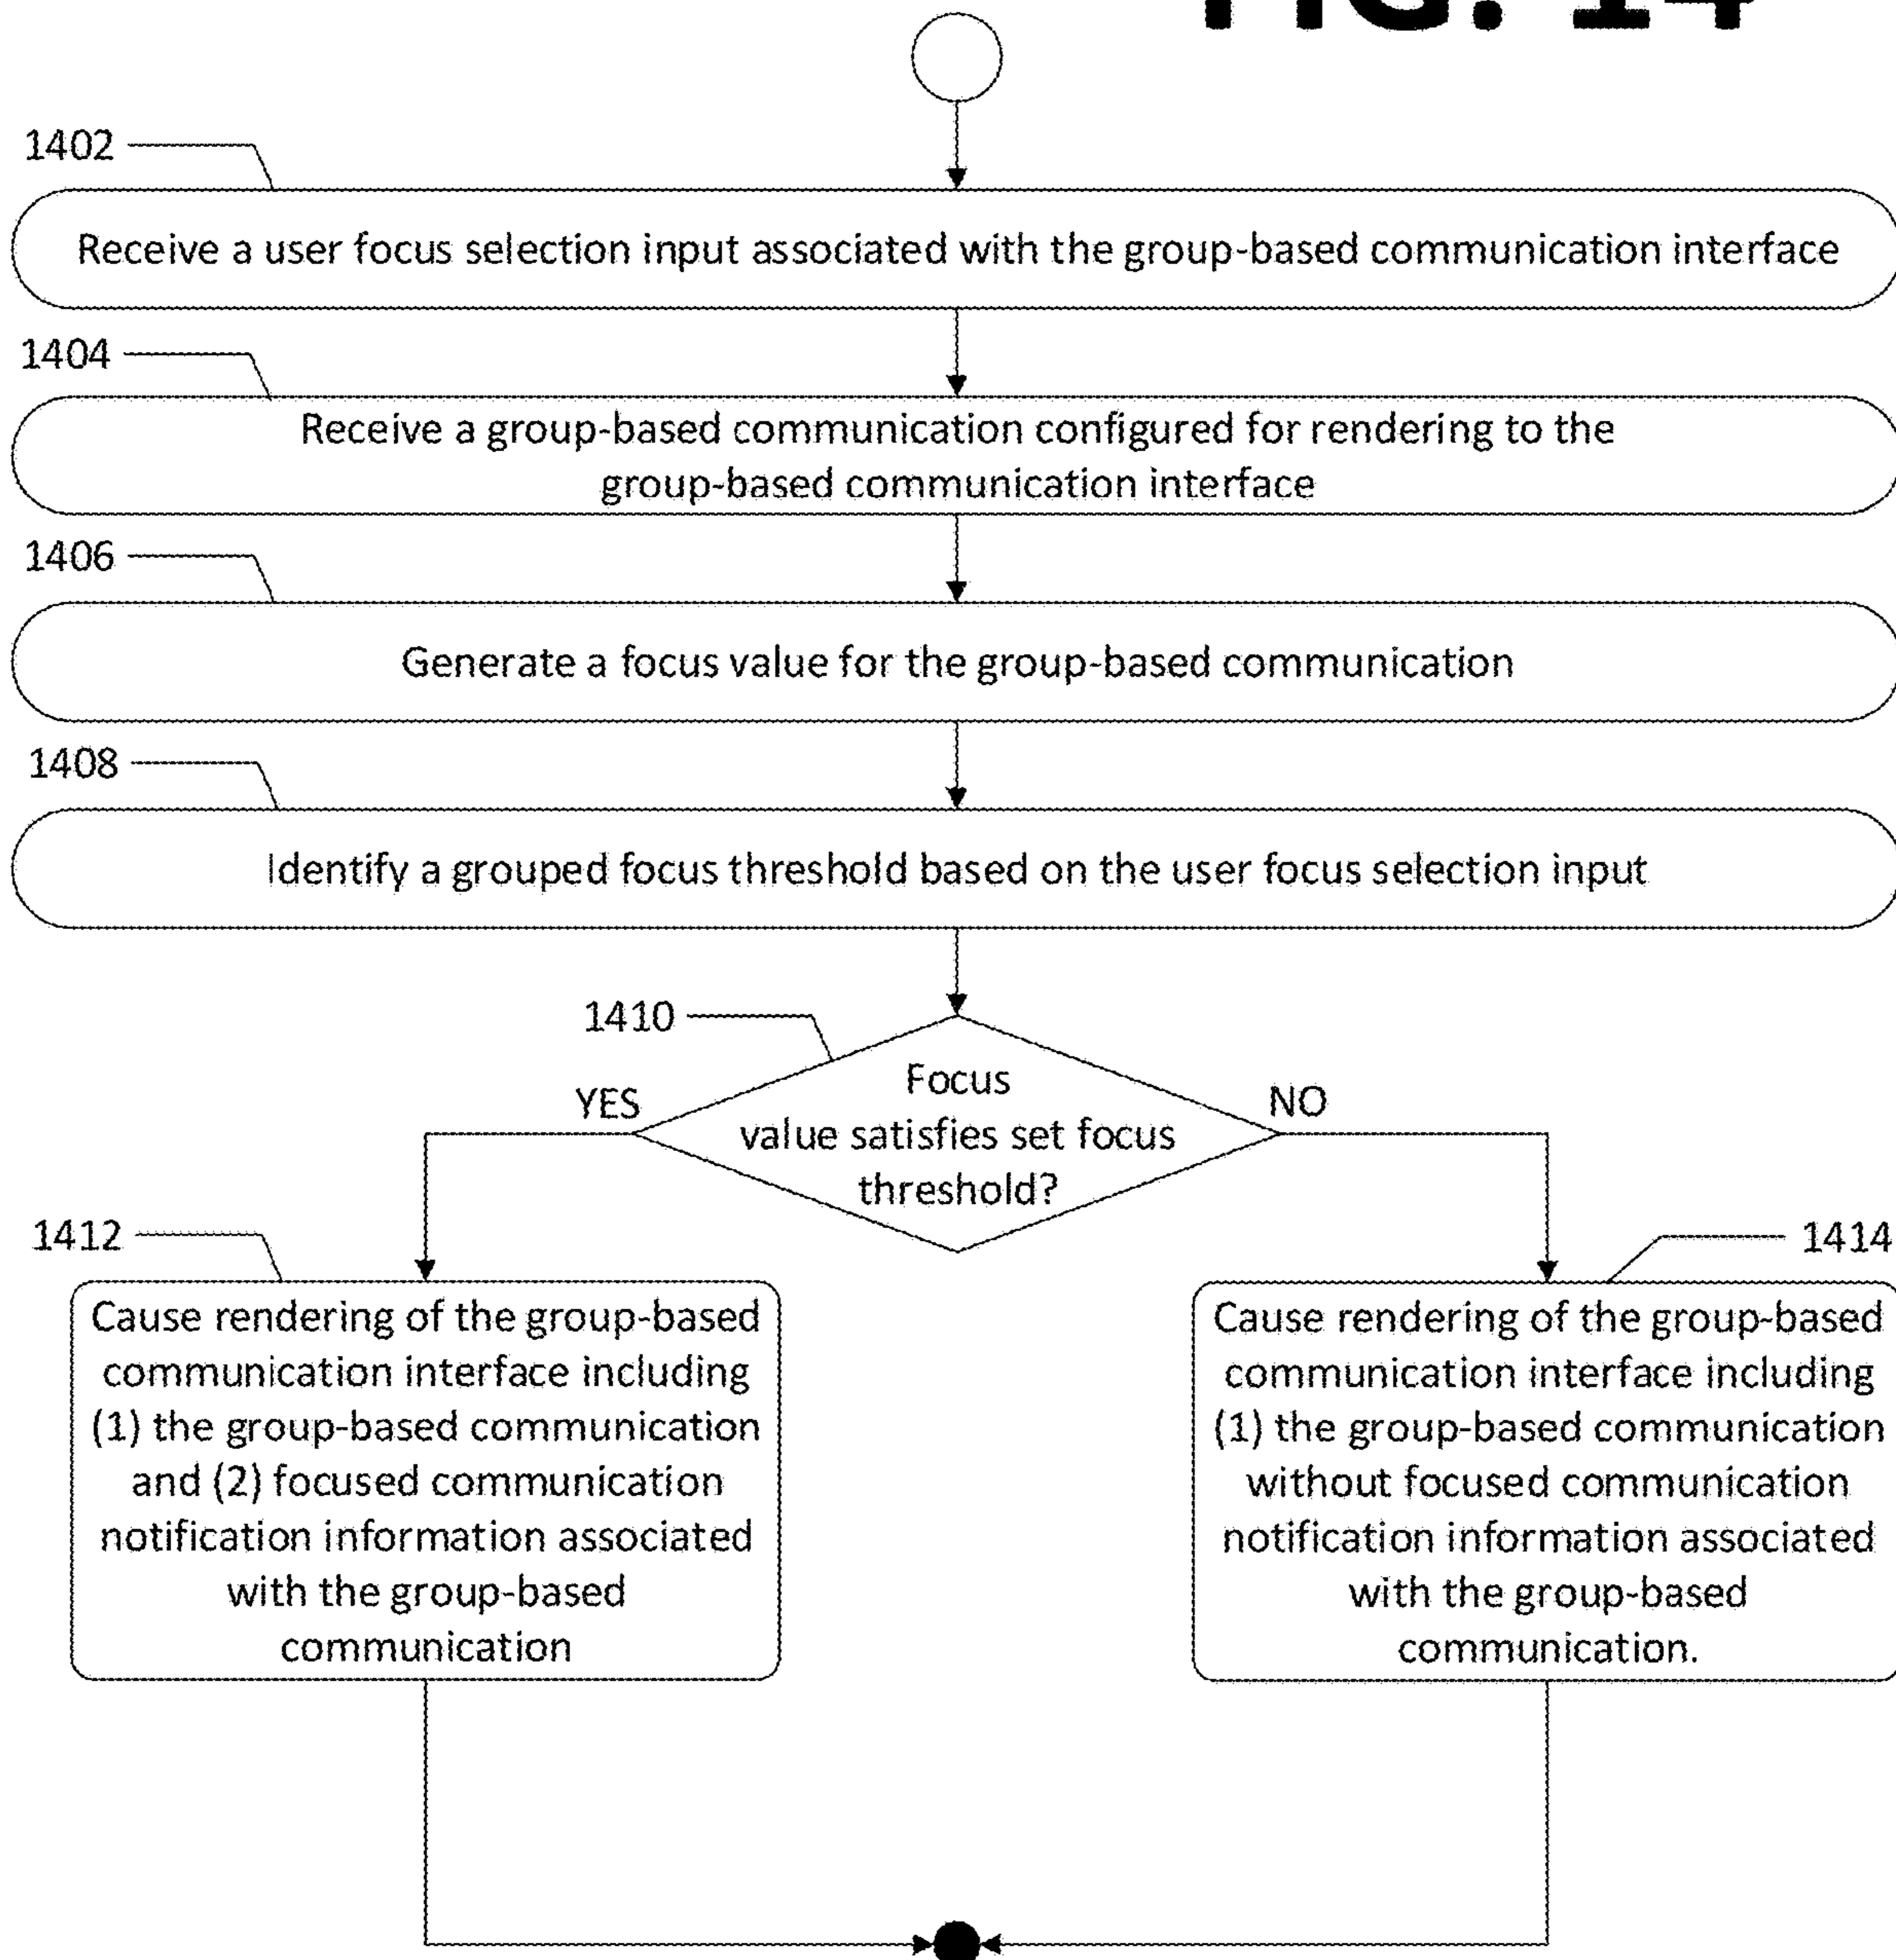 FIG. 14
1402
Receive a user focus selection input associated with the group-based communication interface
1404
Receive a group-based communication configured for rendering to the
group-based communication interface
1406
Generate a focus value for the group-based communication
1408
Identify a grouped focus threshold based on the user focus selection input
1410
Focus
value satisfies set focus
threshold?
YES
NO
1412
Cause rendering of the group-based
communication interface including
(1) the group-based communication
and (2) focused communication
notification information associated
with the group-based
communication
1414
Cause rendering of the group-based
communication interface including
(1) the group-based communication
without focused communication
notification information associated
with the group-based
communication.